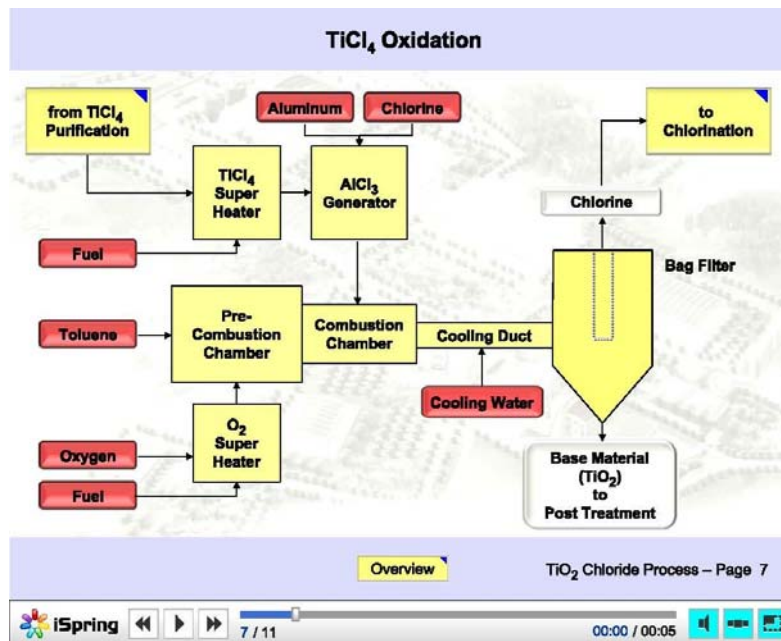 TiCl₄ Oxidation
from TiCl₄
Purification
Aluminum
Chlorine
to
Chlorination
TiCl₄
Super
Heater
AlCl₃
Generator
Chlorine
Fuel
Bag Filter
Toluene
Pre-
Combustion
Chamber
Combustion
Chamber
Cooling Duct
Cooling Water
O₂
Super
Heater
Oxygen
Fuel
Base Material
(TiO₂)
to
Post Treatment
Overview
TiO₂ Chloride Process – Page 7
iSpring
7 / 11
00:00 / 00:05